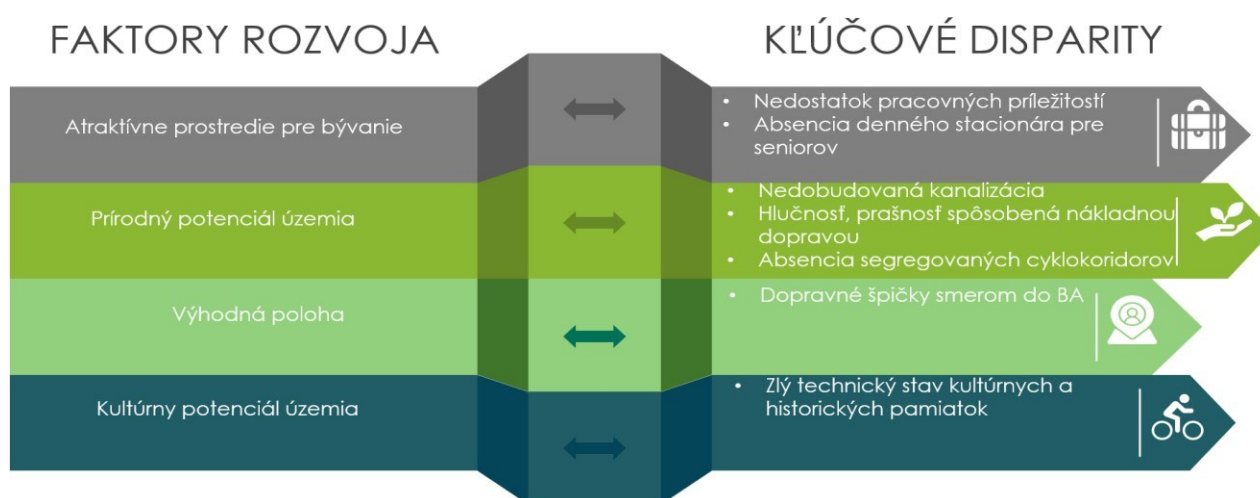 FAKTORY ROZVOJA
KĽÚČOVÉ DISPARITY
Atraktívne prostredie pre bývanie
• Nedostatok pracovných príležitostí
• Absencia denného stacionára pre
seniorov
Prírodný potenciál územia
• Nedobudovaná kanalizácia
• Hlučnosť, prašnosť spôsobená nákladnou
dopravou
• Absencia segregovaných cyklokoridorov
Výhodná poloha
• Dopravné špičky smerom do BA
Kultúrny potenciál územia
• Zlý technický stav kultúrnych a
historických pamiatok